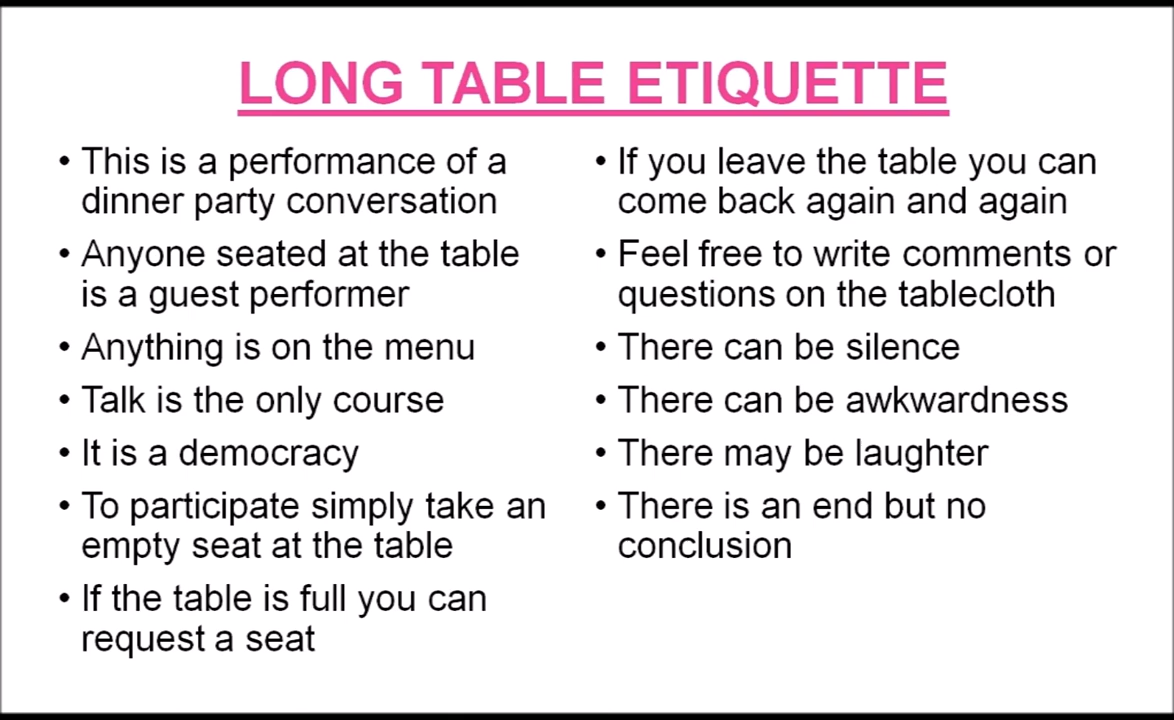 LONG TABLE ETIQUETTE
• This is a performance of a
dinner party conversation
• Anyone seated at the table
is a guest performer
• Anything is on the menu
• Talk is the only course
• It is a democracy
• To participate simply take an
empty seat at the table
• If the table is full you can
request a seat
• If you leave the table you can
come back again and again
• Feel free to write comments or
questions on the tablecloth
• There can be silence
• There can be awkwardness
• There may be laughter
• There is an end but no
conclusion